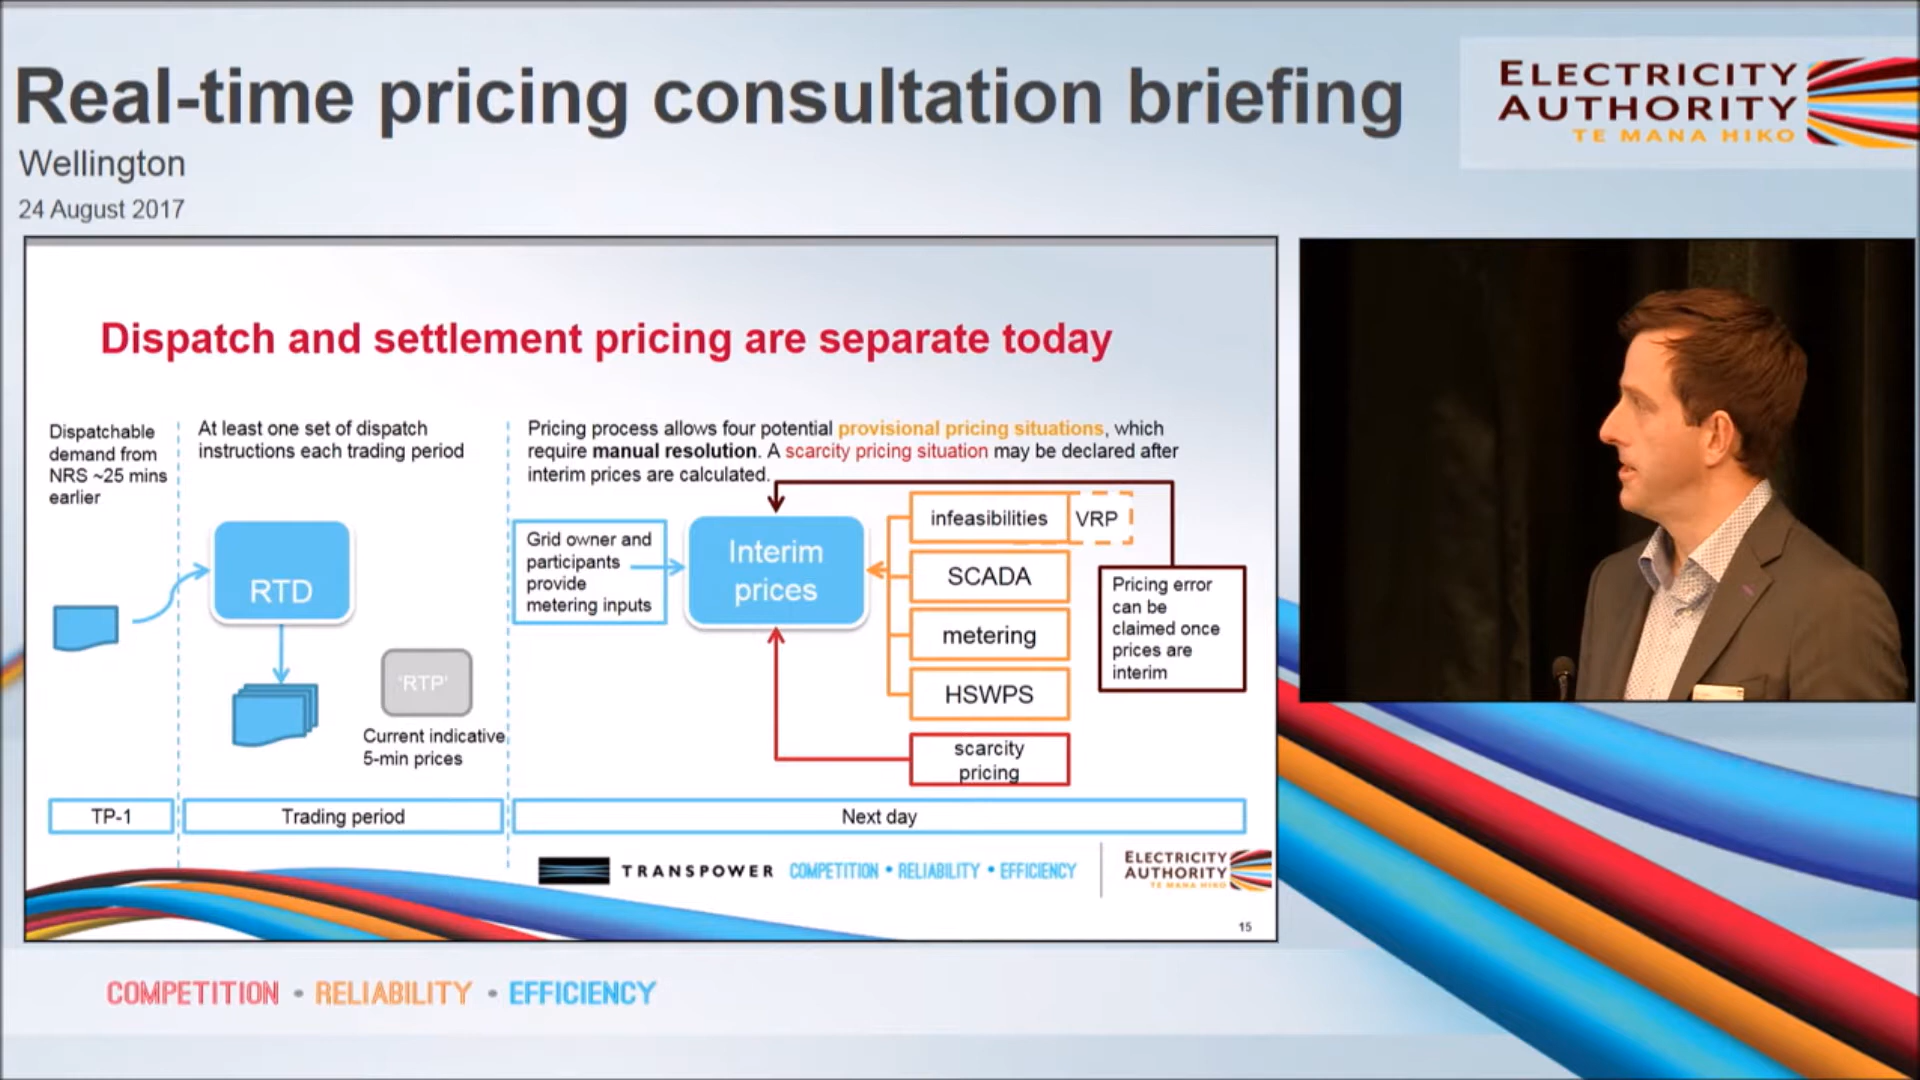 Real-time pricing consultation briefing
Wellington
24 August 2017
ELECTRICITY
AUTHORITY
TE MANA HIKO
Dispatch and settlement pricing are separate today
Dispatchable
demand from
NRS ~25 mins
earlier
At least one set of dispatch
instructions each trading period
Pricing process allows four potential provisional pricing situations, which
require manual resolution. A scarcity pricing situation may be declared after
interim prices are calculated.
RTD
'RTP'
Current indicative
5-min prices
Grid owner and
participants
provide
metering inputs
Interim
prices
infeasibilities
VRP
SCADA
metering
HSWPS
scarcity
pricing
Pricing error
can be
claimed once
prices are
interim
TP-1
Trading period
Next day
TRANSPOWER
COMPETITION • RELIABILITY • EFFICIENCY
ELECTRICITY
AUTHORITY
TE MANA HIKO
15
COMPETITION • RELIABILITY • EFFICIENCY